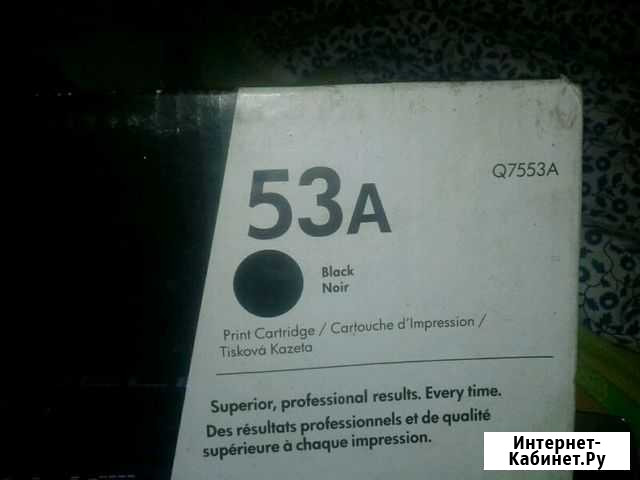 53A
Q7553A
Black
Noir
Print Cartridge / Cartouche d'Impression /
Tisková Kazeta
Superior, professional results. Every time.
Des résultats professionnels et de qualité
supérieure à chaque impression.
Интернет-
Кабинет.Ру